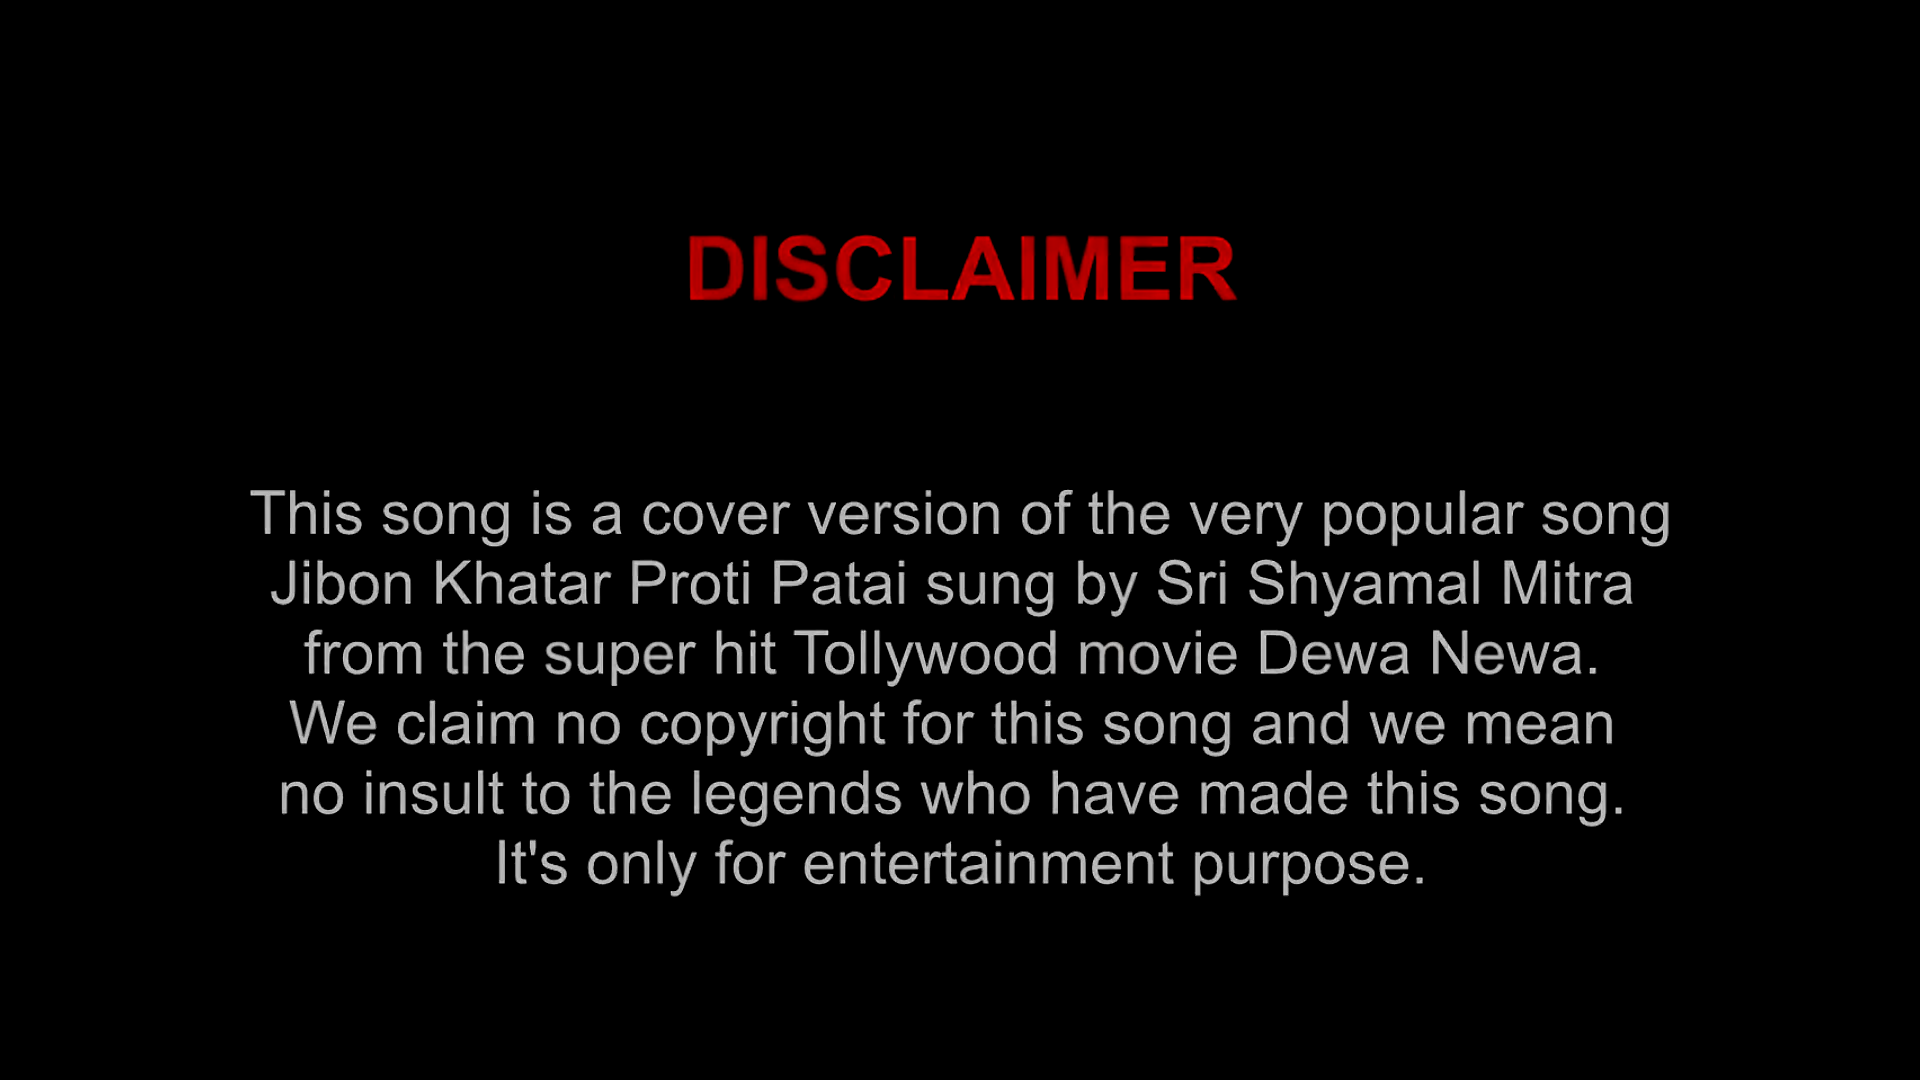 DISCLAIMER
This song is a cover version of the very popular song
Jibon Khatar Proti Patai sung by Sri Shyamal Mitra
from the super hit Tollywood movie Dewa Newa.
We claim no copyright for this song and we mean
no insult to the legends who have made this song.
It's only for entertainment purpose.